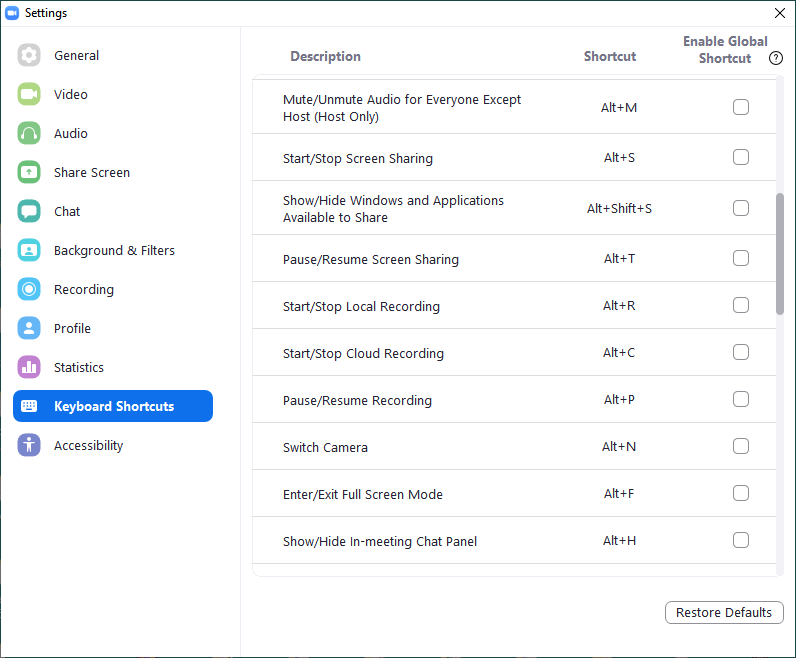 Settings
General
Video
Audio
Share Screen
Chat
Background & Filters
Recording
Profile
Statistics
Keyboard Shortcuts
Accessibility
Description
Shortcut
Enable Global
Shortcut
?
Mute/Unmute Audio for Everyone Except
Host (Host Only)
Alt+M
Start/Stop Screen Sharing
Alt+S
Show/Hide Windows and Applications
Available to Share
Alt+Shift+S
Pause/Resume Screen Sharing
Alt+T
Start/Stop Local Recording
Alt+R
Start/Stop Cloud Recording
Alt+C
Pause/Resume Recording
Alt+P
Switch Camera
Alt+N
Enter/Exit Full Screen Mode
Alt+F
Show/Hide In-meeting Chat Panel
Alt+H
Restore Defaults